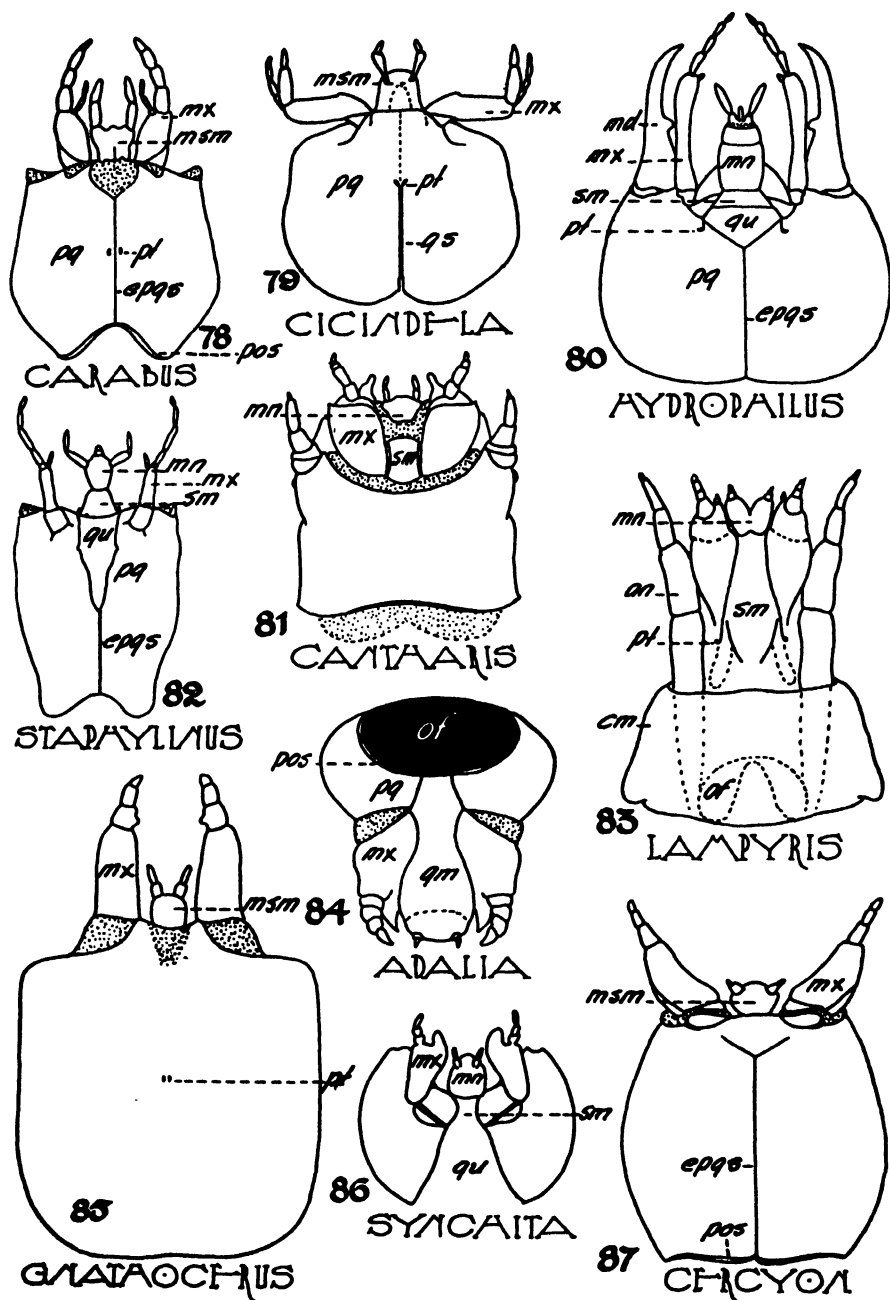 mx
msm
pg
pt
epgs
78
pos
CARABUS
msm
mx
pg
pt
gs
79
CICINDELA
md
mx
mn
sm
gu
pt
pg
epgs
80
HYDROPHILUS
mn
mx
sm
gu
pg
epgs
82
STAPHYLINUS
mn
mx
sm
81
CANTHARIS
mn
an
sm
pt
cm
of
83
LAMPYRIS
of
pos
pg
mx
gm
84
ADALIA
mx
msm
pt
85
GNATHOCERUS
mx
mn
sm
gu
86
SYNCHITA
msm
mx
epgs
pos
87
CERCYON